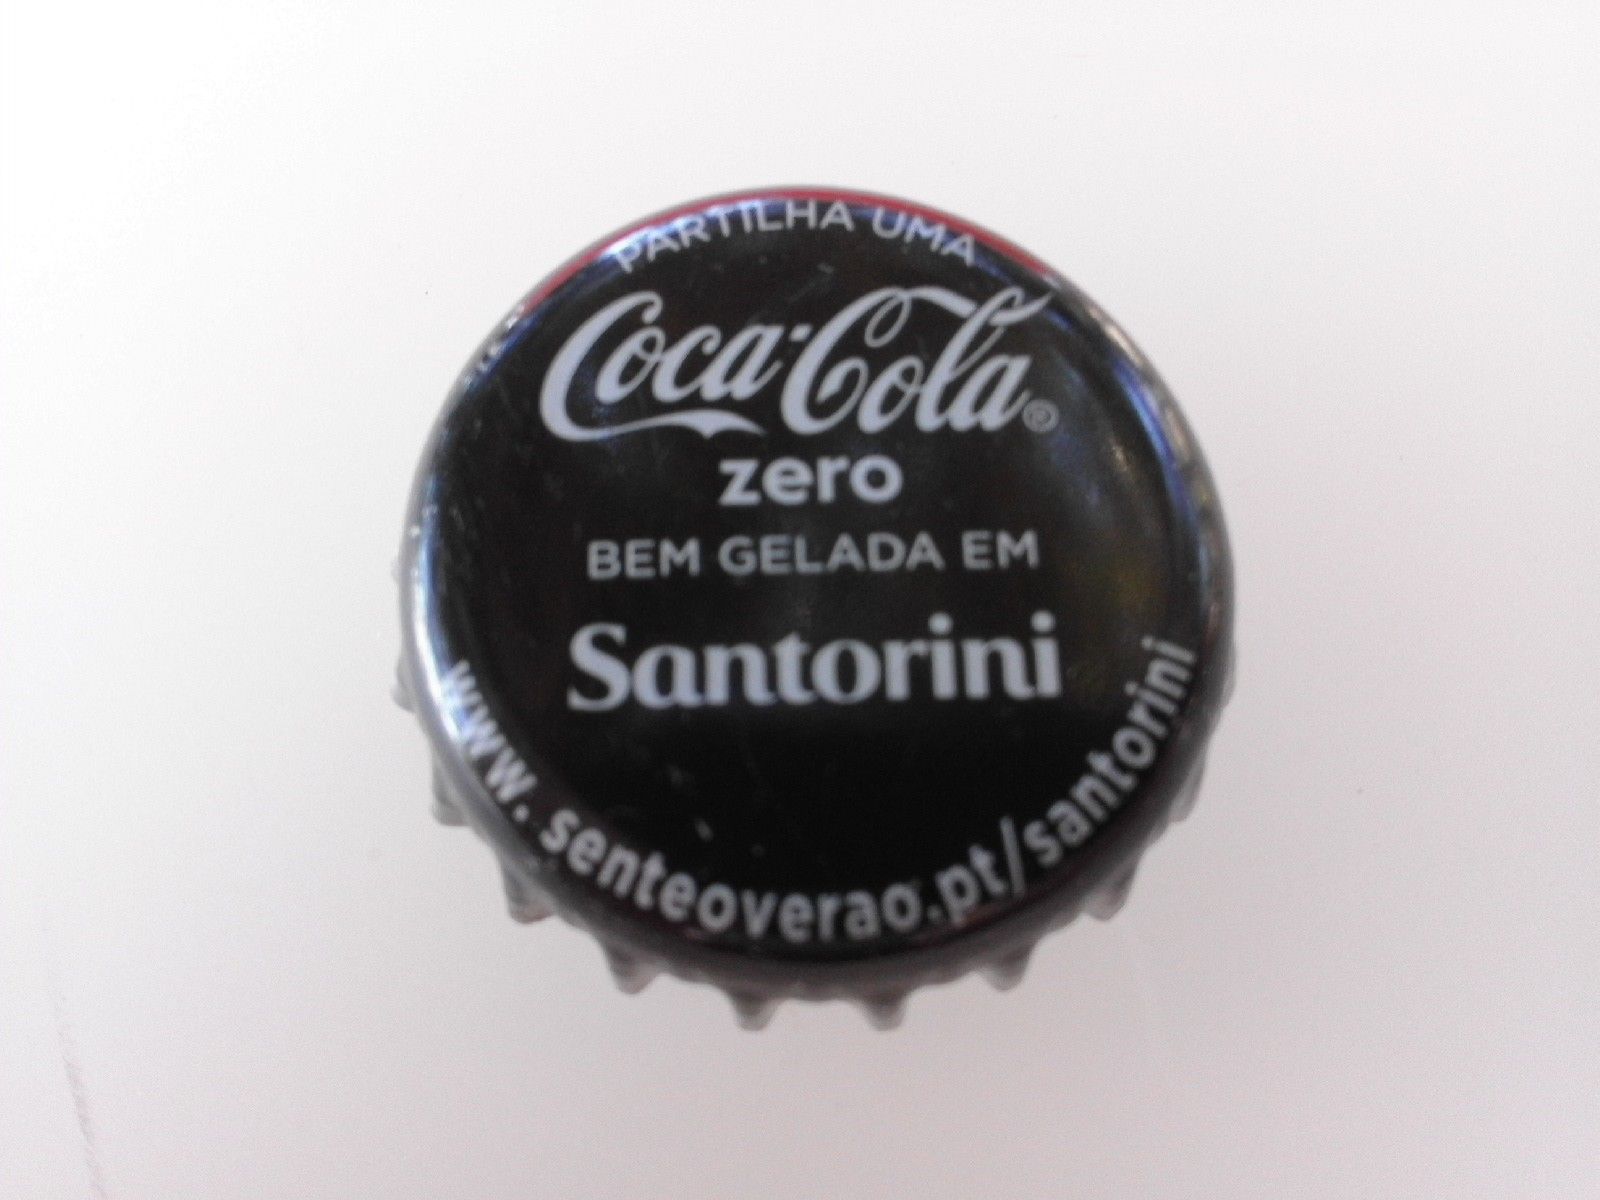 PARTILHA UMA
Coca-Cola®
zero
BEM GELADA EM
Santorini
www.senteoverao.pt/santorini